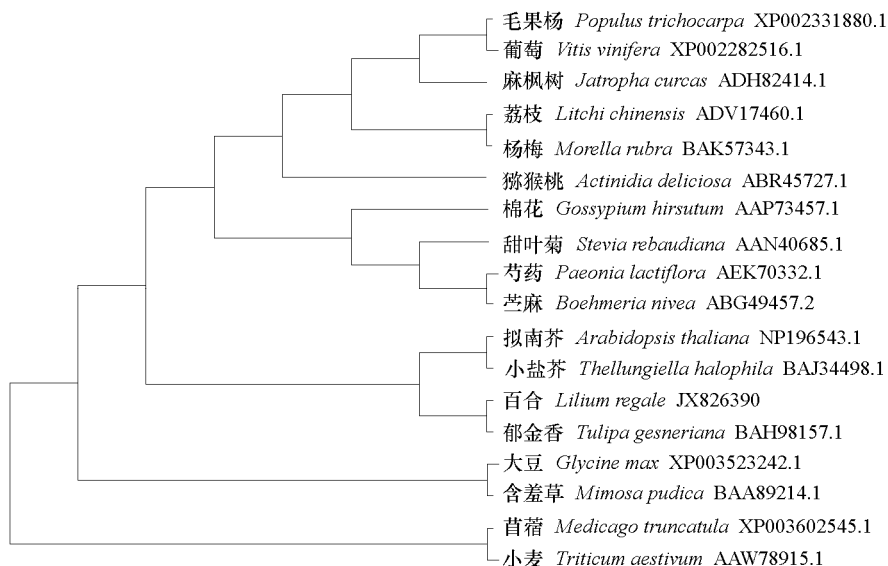 毛果杨 Populus trichocarpa XP002331880.1
葡萄 Vitis vinifera XP002282516.1
麻枫树 Jatropha curcas ADH82414.1
荔枝 Litchi chinensis ADV17460.1
杨梅 Morella rubra BAK57343.1
猕猴桃 Actinidia deliciosa ABR45727.1
棉花 Gossypium hirsutum AAP73457.1
甜叶菊 Stevia rebaudiana AAN40685.1
芍药 Paeonia lactiflora AEK70332.1
苎麻 Boehmeria nivea ABG49457.2
拟南芥 Arabidopsis thaliana NP196543.1
小盐芥 Thellungiella halophila BAJ34498.1
百合 Lilium regale JX826390
郁金香 Tulipa gesneriana BAH98157.1
大豆 Glycine max XP003523242.1
含羞草 Mimosa pudica BAA89214.1
苜蓿 Medicago truncatula XP003602545.1
小麦 Triticum aestivum AAW78915.1